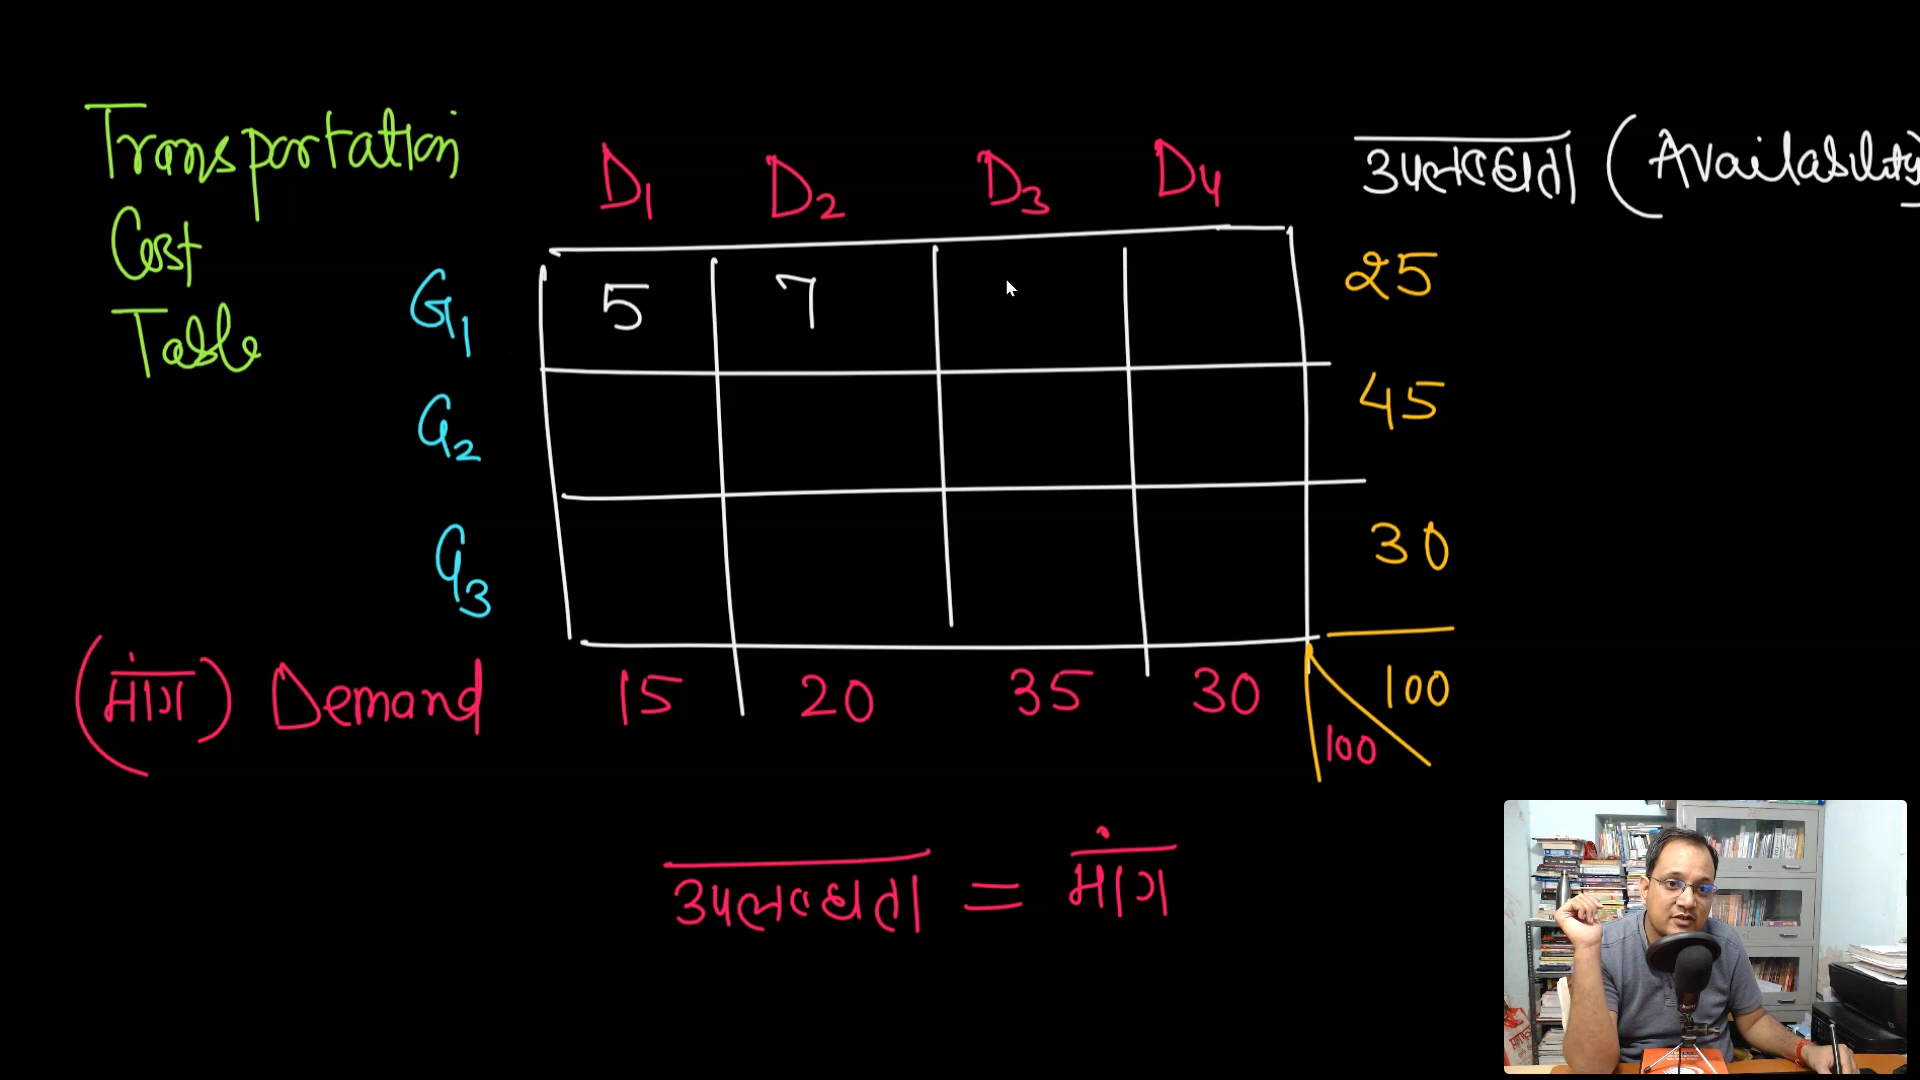 Transportation
Cost
Table
D1 D2 D3 D4 उपलब्धता (Availability
G1 5 7 25
G2 45
G3 30
(मांग) Demand 15 20 35 30 100
100
उपलब्धता = मांग